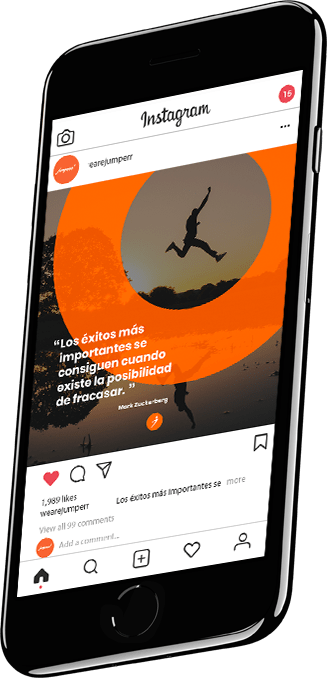 Instagram
15
wearejumperr
“Los éxitos más
importantes se
consiguen cuando
existe la posibilidad
de fracasar. ”
Mark Zuckerberg
1,989 likes
wearejumperr Los éxitos más importantes se more
View all 99 comments
Add a comment...